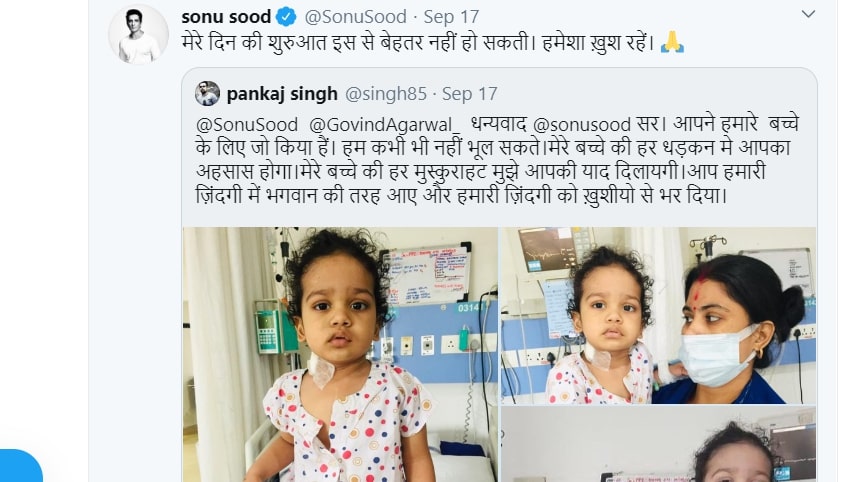 sonu sood @SonuSood · Sep 17
मेरे दिन की शुरुआत इस से बेहतर नहीं हो सकती। हमेशा ख़ुश रहें। 🙏
pankaj singh @singh85 · Sep 17
@SonuSood @GovindAgarwal_ धन्यवाद @sonusood सर। आपने हमारे बच्चे
के लिए जो किया हैं। हम कभी भी नहीं भूल सकते।मेरे बच्चे की हर धड़कन मे आपका
अहसास होगा।मेरे बच्चे की हर मुस्कुराहट मुझे आपकी याद दिलायगी।आप हमारी
ज़िंदगी में भगवान की तरह आए और हमारी ज़िंदगी को ख़ुशीयो से भर दिया।
0314